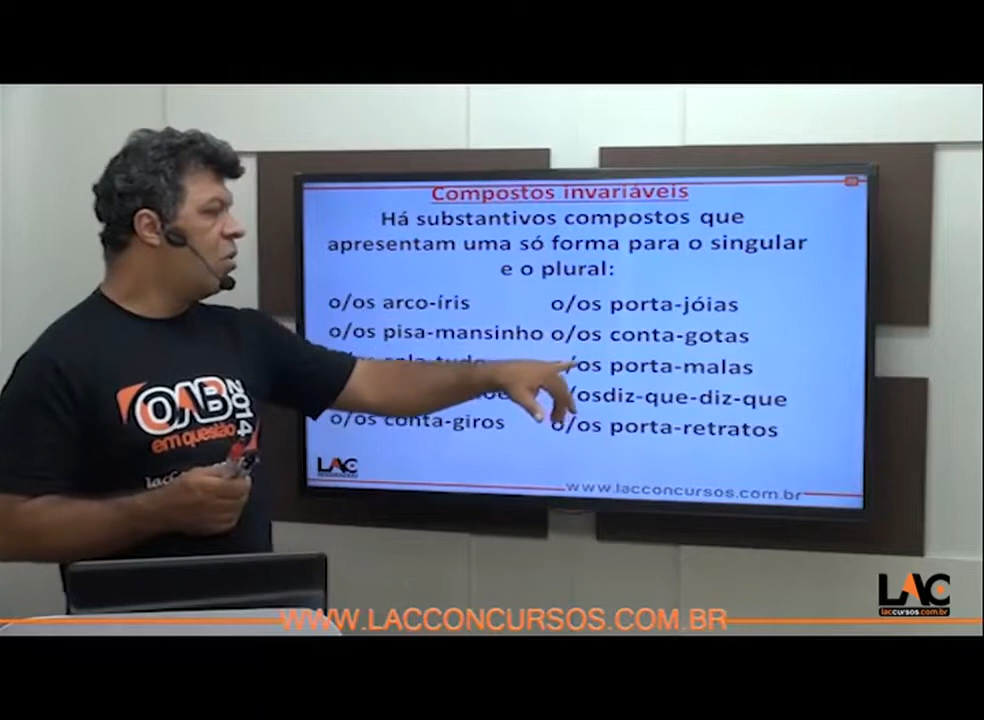 Compostos invariáveis
Há substantivos compostos que
apresentam uma só forma para o singular
e o plural:
o/os arco-íris
o/os porta-jóias
o/os pisa-mansinho
o/os conta-gotas
o/os porta-malas
o/osdiz-que-diz-que
o/os conta-giros
o/os porta-retratos
LAC
www.lacconcursos.com.br
OAB
2014
em questão
LAC
lacconcursos.com.br
WWW.LACCONCURSOS.COM.BR